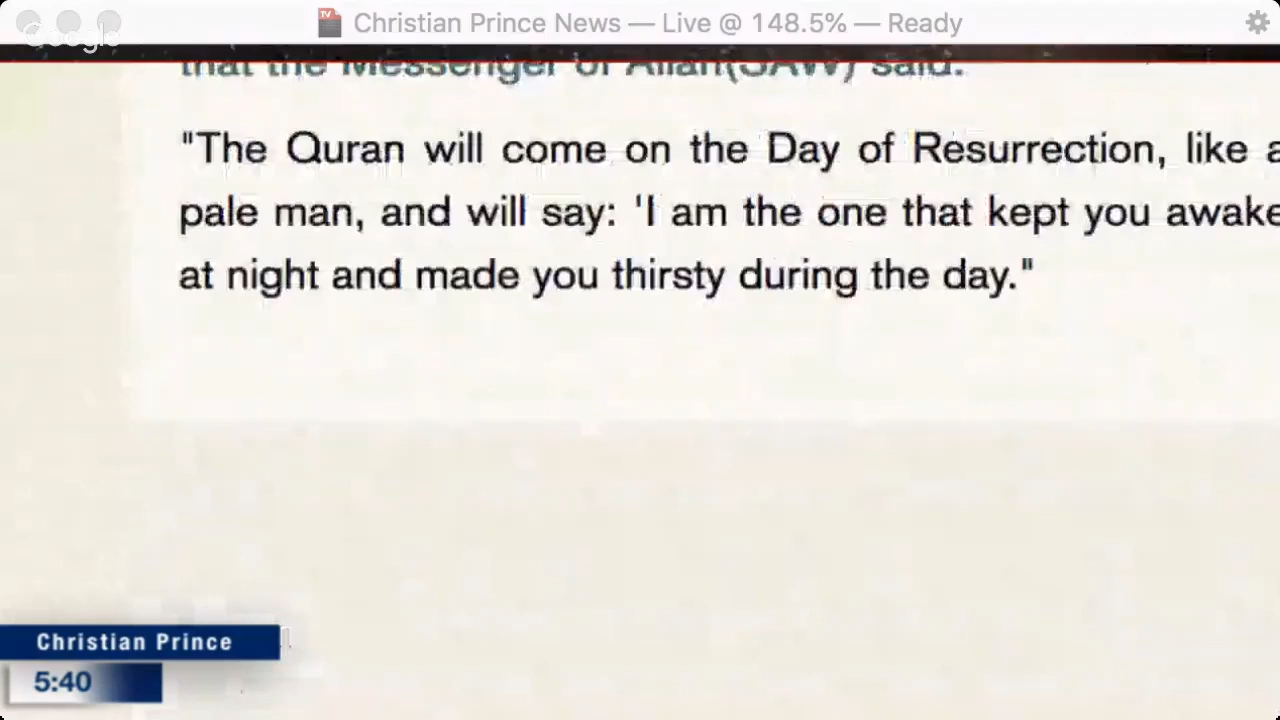 Christian Prince News — Live @ 148.5% — Ready
Google
that the Messenger of Allah(SAW) said:
"The Quran will come on the Day of Resurrection, like a
pale man, and will say: 'I am the one that kept you awake
at night and made you thirsty during the day."
Christian Prince
5:40